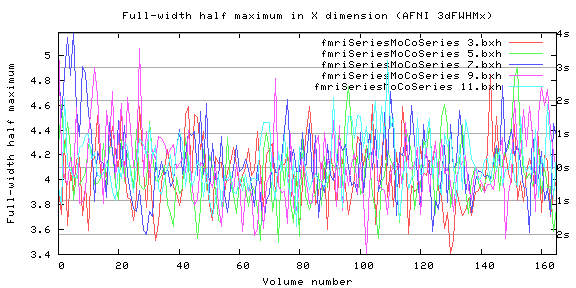 Full-width half maximum in X dimension (AFNI 3dFWHMx)
fmriSeriesMoCoSeries 3.bxh
fmriSeriesMoCoSeries 5.bxh
fmriSeriesMoCoSeries 7.bxh
fmriSeriesMoCoSeries 9.bxh
fmriSeriesMoCoSeries 11.bxh
Full-width half maximum
5
4.8
4.6
4.4
4.2
4
3.8
3.6
3.4
4s
3s
2s
1s
0s
1s
2s
0 20 40 60 80 100 120 140 160
Volume number